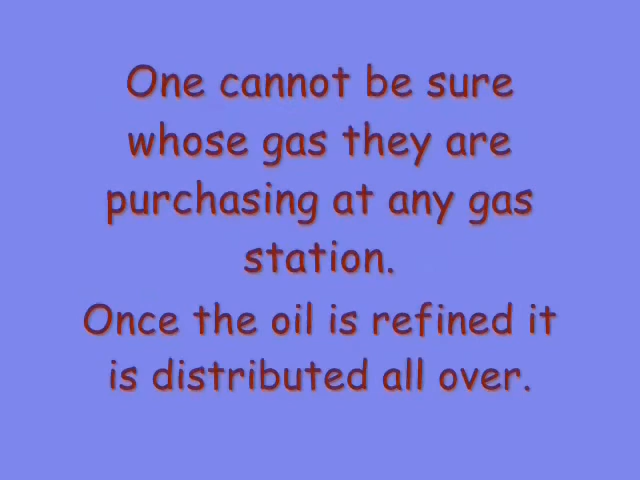 One cannot be sure
whose gas they are
purchasing at any gas
station.
Once the oil is refined it
is distributed all over.